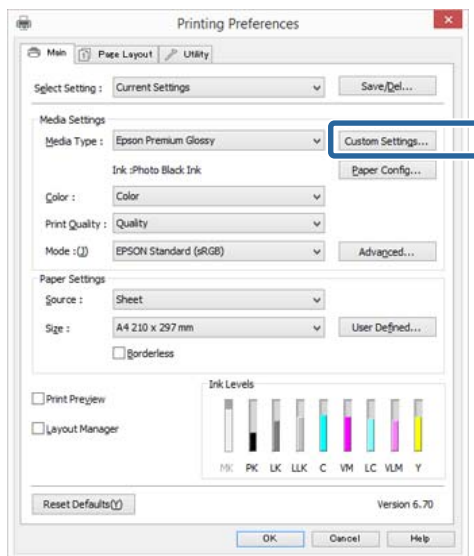 Printing Preferences
Main Page Layout Utility
Select Setting : Current Settings Save/Del...
Media Settings
Media Type : Epson Premium Glossy Custom Settings...
Ink :Photo Black Ink Paper Config...
Color : Color
Print Quality : Quality
Mode :(J) EPSON Standard (sRGB) Advanced...
Paper Settings
Source : Sheet
Size : A4 210 x 297 mm User Defined...
Borderless
Ink Levels
Print Preview
Layout Manager
MK PK LK LLK C VM LC VLM Y
Reset Defaults(Y) Version 6.70
OK Cancel Help